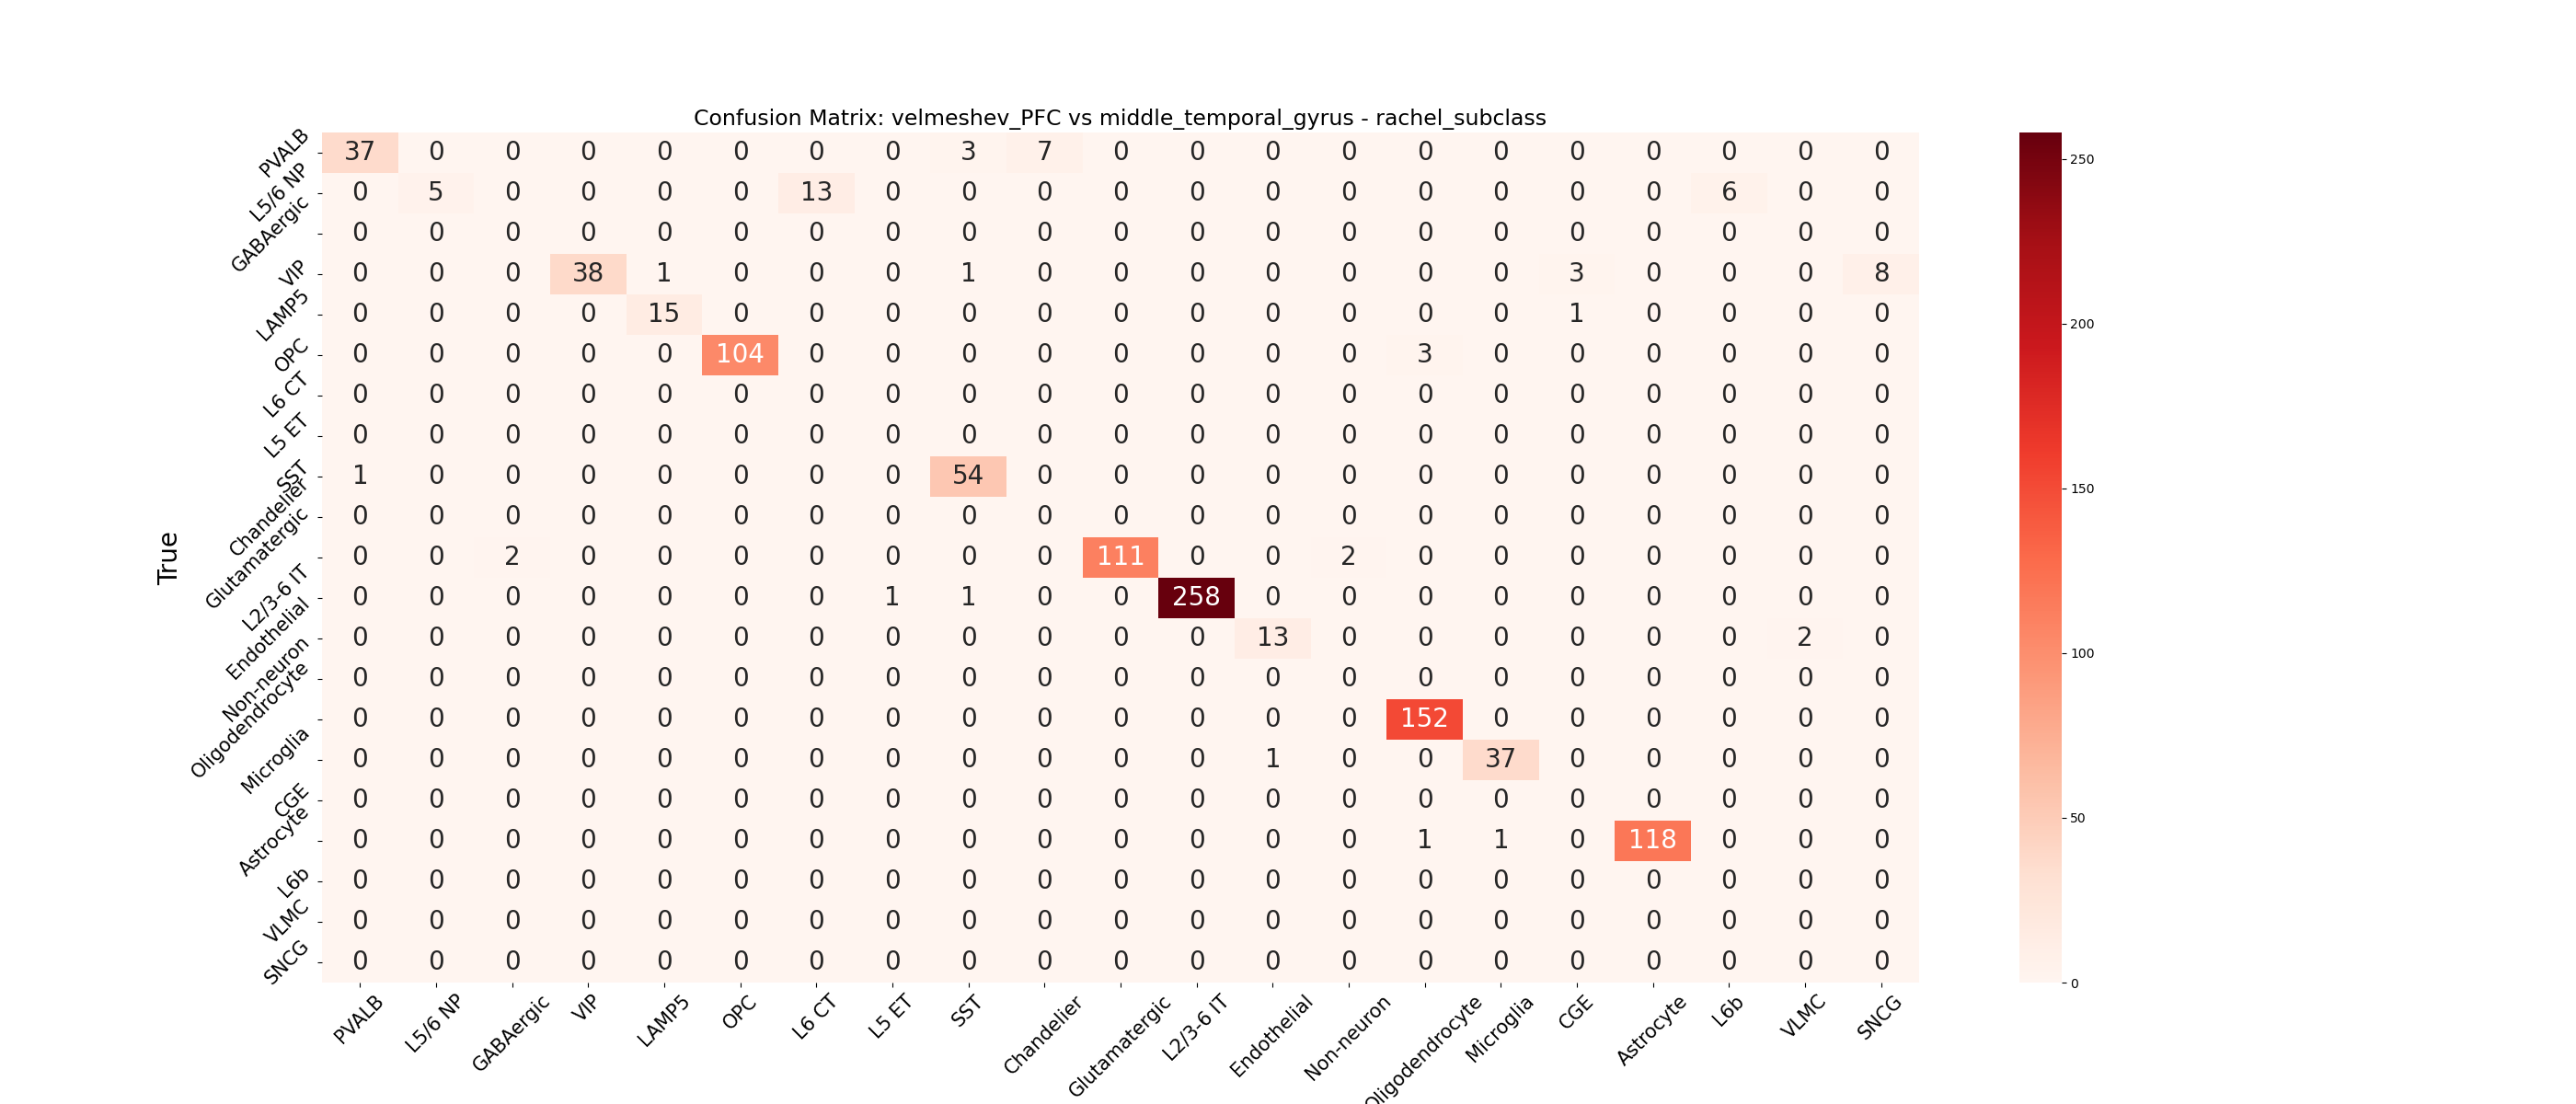 Confusion Matrix: velmeshev_PFC vs middle_temporal_gyrus - rachel_subclass
True
PVALB 37 0 0 0 0 0 0 0 3 7 0 0 0 0 0 0 0 0 0 0 0
L5/6 NP 0 5 0 0 0 0 13 0 0 0 0 0 0 0 0 0 0 0 6 0 0
GABAergic 0 0 0 0 0 0 0 0 0 0 0 0 0 0 0 0 0 0 0 0 0
VIP 0 0 0 38 1 0 0 0 1 0 0 0 0 0 0 0 3 0 0 0 8
LAMP5 0 0 0 0 15 0 0 0 0 0 0 0 0 0 0 0 1 0 0 0 0
OPC 0 0 0 0 0 104 0 0 0 0 0 0 0 0 3 0 0 0 0 0 0
L6 CT 0 0 0 0 0 0 0 0 0 0 0 0 0 0 0 0 0 0 0 0 0
L5 ET 0 0 0 0 0 0 0 0 0 0 0 0 0 0 0 0 0 0 0 0 0
SST 1 0 0 0 0 0 0 0 54 0 0 0 0 0 0 0 0 0 0 0 0
Chandelier 0 0 0 0 0 0 0 0 0 0 0 0 0 0 0 0 0 0 0 0 0
Glutamatergic 0 0 2 0 0 0 0 0 0 0 111 0 0 2 0 0 0 0 0 0 0
L2/3-6 IT 0 0 0 0 0 0 0 1 1 0 0 258 0 0 0 0 0 0 0 0 0
Endothelial 0 0 0 0 0 0 0 0 0 0 0 0 13 0 0 0 0 0 0 2 0
Non-neuron 0 0 0 0 0 0 0 0 0 0 0 0 0 0 0 0 0 0 0 0 0
Oligodendrocyte 0 0 0 0 0 0 0 0 0 0 0 0 0 0 152 0 0 0 0 0 0
Microglia 0 0 0 0 0 0 0 0 0 0 0 0 1 0 0 37 0 0 0 0 0
CGE 0 0 0 0 0 0 0 0 0 0 0 0 0 0 0 0 0 0 0 0 0
Astrocyte 0 0 0 0 0 0 0 0 0 0 0 0 0 0 1 1 0 118 0 0 0
L6b 0 0 0 0 0 0 0 0 0 0 0 0 0 0 0 0 0 0 0 0 0
VLMC 0 0 0 0 0 0 0 0 0 0 0 0 0 0 0 0 0 0 0 0 0
SNCG 0 0 0 0 0 0 0 0 0 0 0 0 0 0 0 0 0 0 0 0 0
PVALB L5/6 NP GABAergic VIP LAMP5 OPC L6 CT L5 ET SST Chandelier Glutamatergic L2/3-6 IT Endothelial Non-neuron Oligodendrocyte Microglia CGE Astrocyte L6b VLMC SNCG
250
200
150
100
50
0